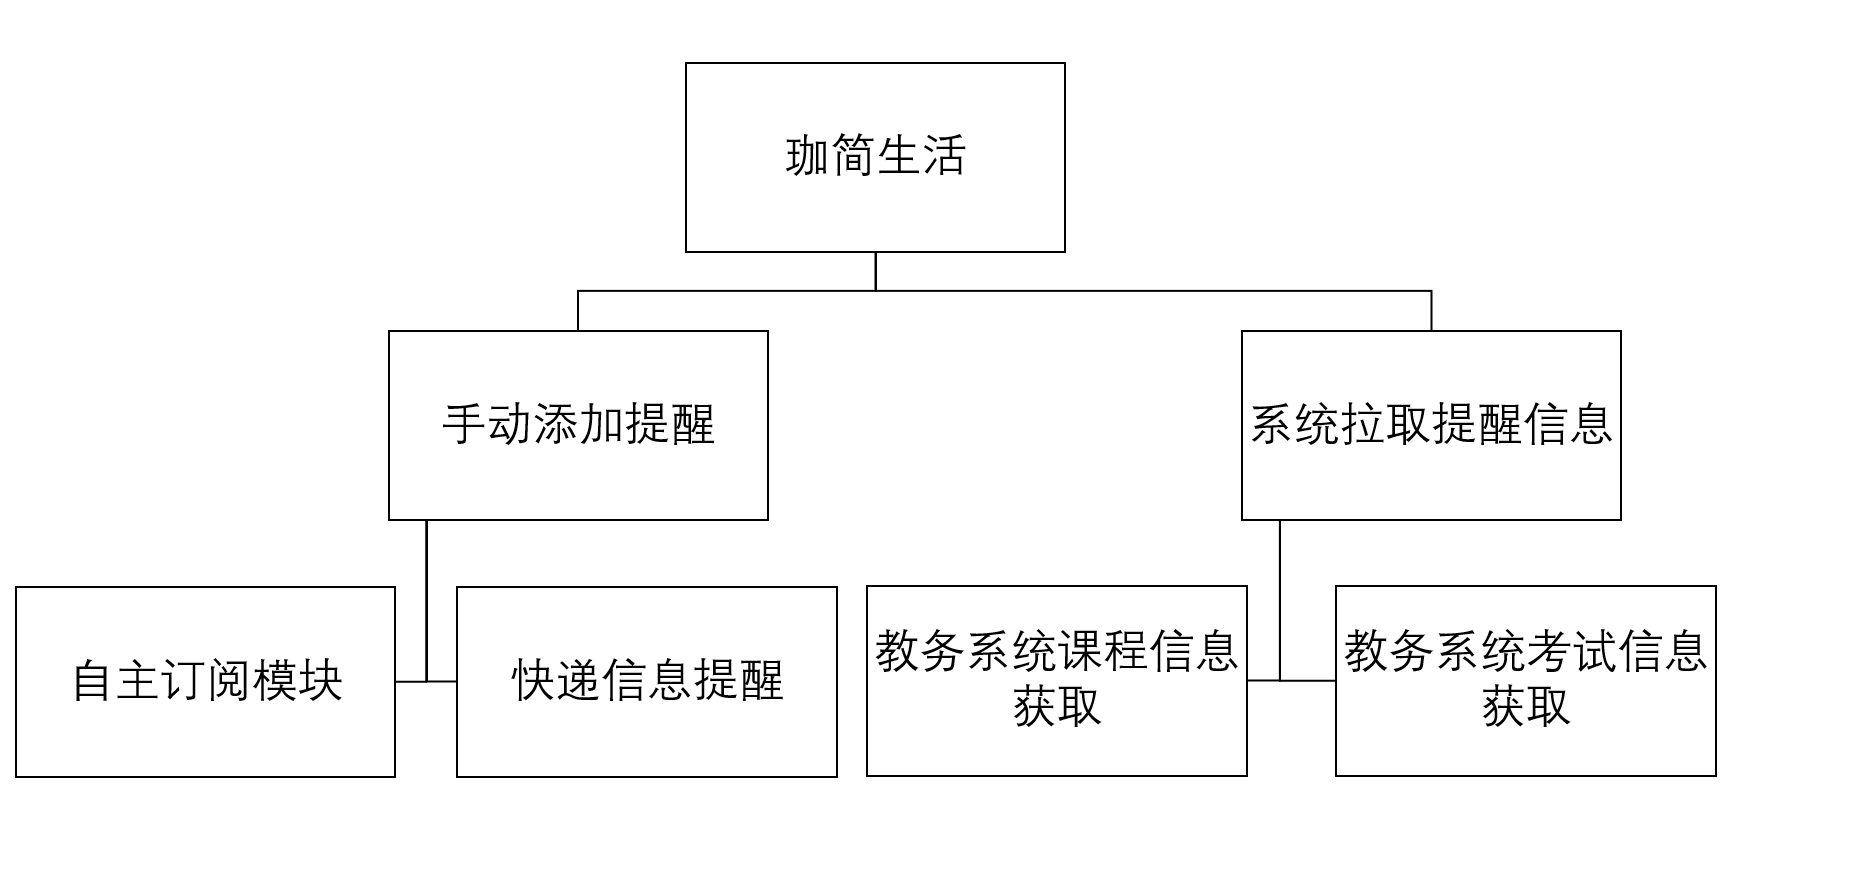 珈简生活
手动添加提醒
系统拉取提醒信息
自主订阅模块
快递信息提醒
教务系统课程信息
获取
教务系统考试信息
获取